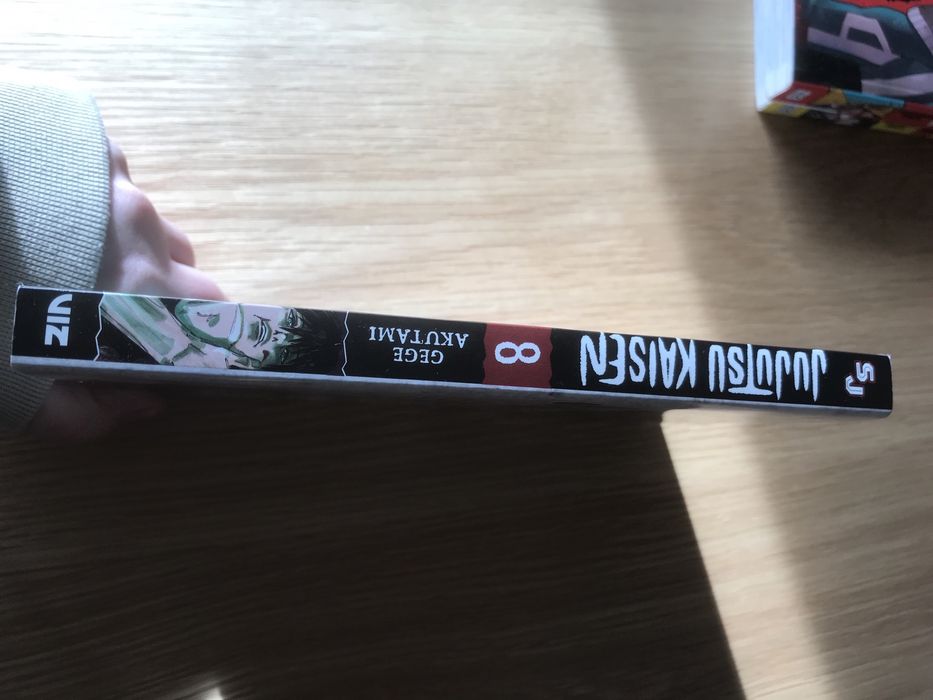 SJ
JUJUTSU KAISEN
8
GEGE
AKUTAMI
VIZ